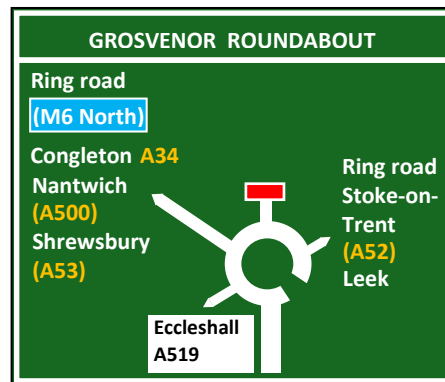 GROSVENOR ROUNDABOUT
Ring road
(M6 North)
Congleton A34
Nantwich
(A500)
Shrewsbury
(A53)
Ring road
Stoke-on-
Trent
(A52)
Leek
Eccleshall
A519